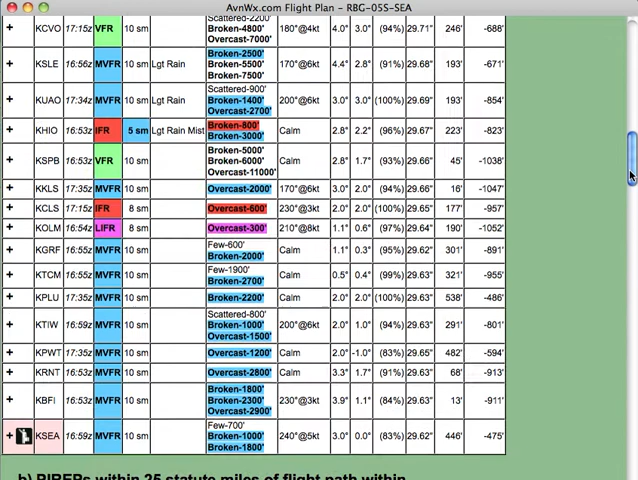 AvnWx.com Flight Plan - RBG-05S-SEA
Scattered-2200'
+ KCVO 17:15z VFR 10 sm Broken-4800' 180°@4kt 4.0° 3.0° (94%) 29.71" 246' -688'
Overcast-7000'
Broken-2500'
+ KSLE 16:56z MVFR 10 sm Lgt Rain Broken-5500' 170°@6kt 4.4° 2.8° (91%) 29.68" 193' -671'
Broken-7500'
Scattered-900'
+ KUAO 17:34z MVFR 10 sm Lgt Rain Broken-1400' 200°@6kt 3.0° 3.0° (100%) 29.69" 193' -854'
Overcast-2700'
+ KHIO 16:53z IFR 5 sm Lgt Rain Mist Broken-800' Calm 2.8° 2.2° (96%) 29.67" 223' -823'
Broken-3000'
Broken-5000'
+ KSPB 16:53z VFR 10 sm Broken-6000' Calm 2.8° 1.7° (93%) 29.66" 45' -1038'
Overcast-11000'
+ KKLS 17:35z MVFR 10 sm Overcast-2000' 170°@6kt 3.0° 2.0° (94%) 29.66" 16' -1047'
+ KCLS 17:15z IFR 8 sm Overcast-600' 230°@3kt 2.0° 2.0° (100%) 29.65" 177' -957'
+ KOLM 16:54z LIFR 8 sm Overcast-300' 210°@8kt 1.1° 0.6° (97%) 29.64" 190' -1052'
+ KGRF 16:55z MVFR 10 sm Few-600' Calm 1.1° 0.3° (95%) 29.62" 301' -891'
Broken-2000'
+ KTCM 16:55z MVFR 10 sm Few-1900' Calm 0.5° 0.4° (99%) 29.63" 321' -955'
Broken-2700'
+ KPLU 17:35z MVFR 10 sm Broken-2200' Calm 2.0° 2.0° (100%) 29.63" 538' -486'
Scattered-800'
+ KTIW 16:59z MVFR 10 sm Broken-1000' 200°@6kt 2.0° 1.0° (94%) 29.63" 291' -801'
Overcast-1500'
+ KPWT 17:35z MVFR 10 sm Overcast-1200' Calm 2.0° -1.0° (83%) 29.65" 482' -594'
+ KRNT 16:53z MVFR 10 sm Overcast-2800' Calm 3.3° 1.7° (91%) 29.63" 68' -913'
Broken-1800'
+ KBFI 16:53z MVFR 10 sm Broken-2300' Calm 3.9° 1.1° (84%) 29.63" 13' -911'
Overcast-2900'
Few-700'
+ KSEA 16:59z MVFR 10 sm Broken-1000' 240°@5kt 3.0° 0.0° (83%) 29.62" 446' -475'
Broken-1800'
b) PIREPs within 25 statute miles of flight path within